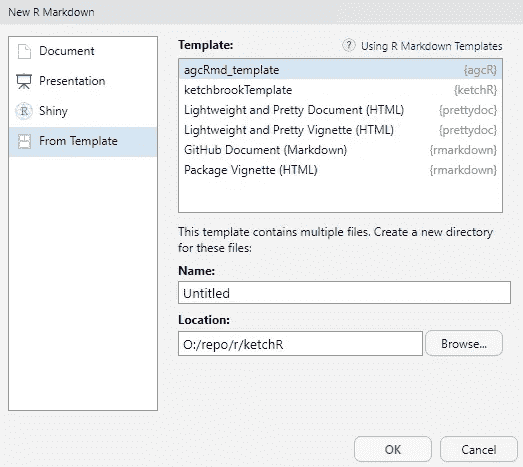 New R Markdown
Document
Presentation
Shiny
From Template
Template:
? Using R Markdown Templates
agcRmd_template {agcR}
ketchbrookTemplate {ketchR}
Lightweight and Pretty Document (HTML) {prettydoc}
Lightweight and Pretty Vignette (HTML) {prettydoc}
GitHub Document (Markdown) {rmarkdown}
Package Vignette (HTML) {rmarkdown}
This template contains multiple files. Create a new directory
for these files:
Name:
Untitled
Location:
O:/repo/r/ketchR
Browse...
OK
Cancel